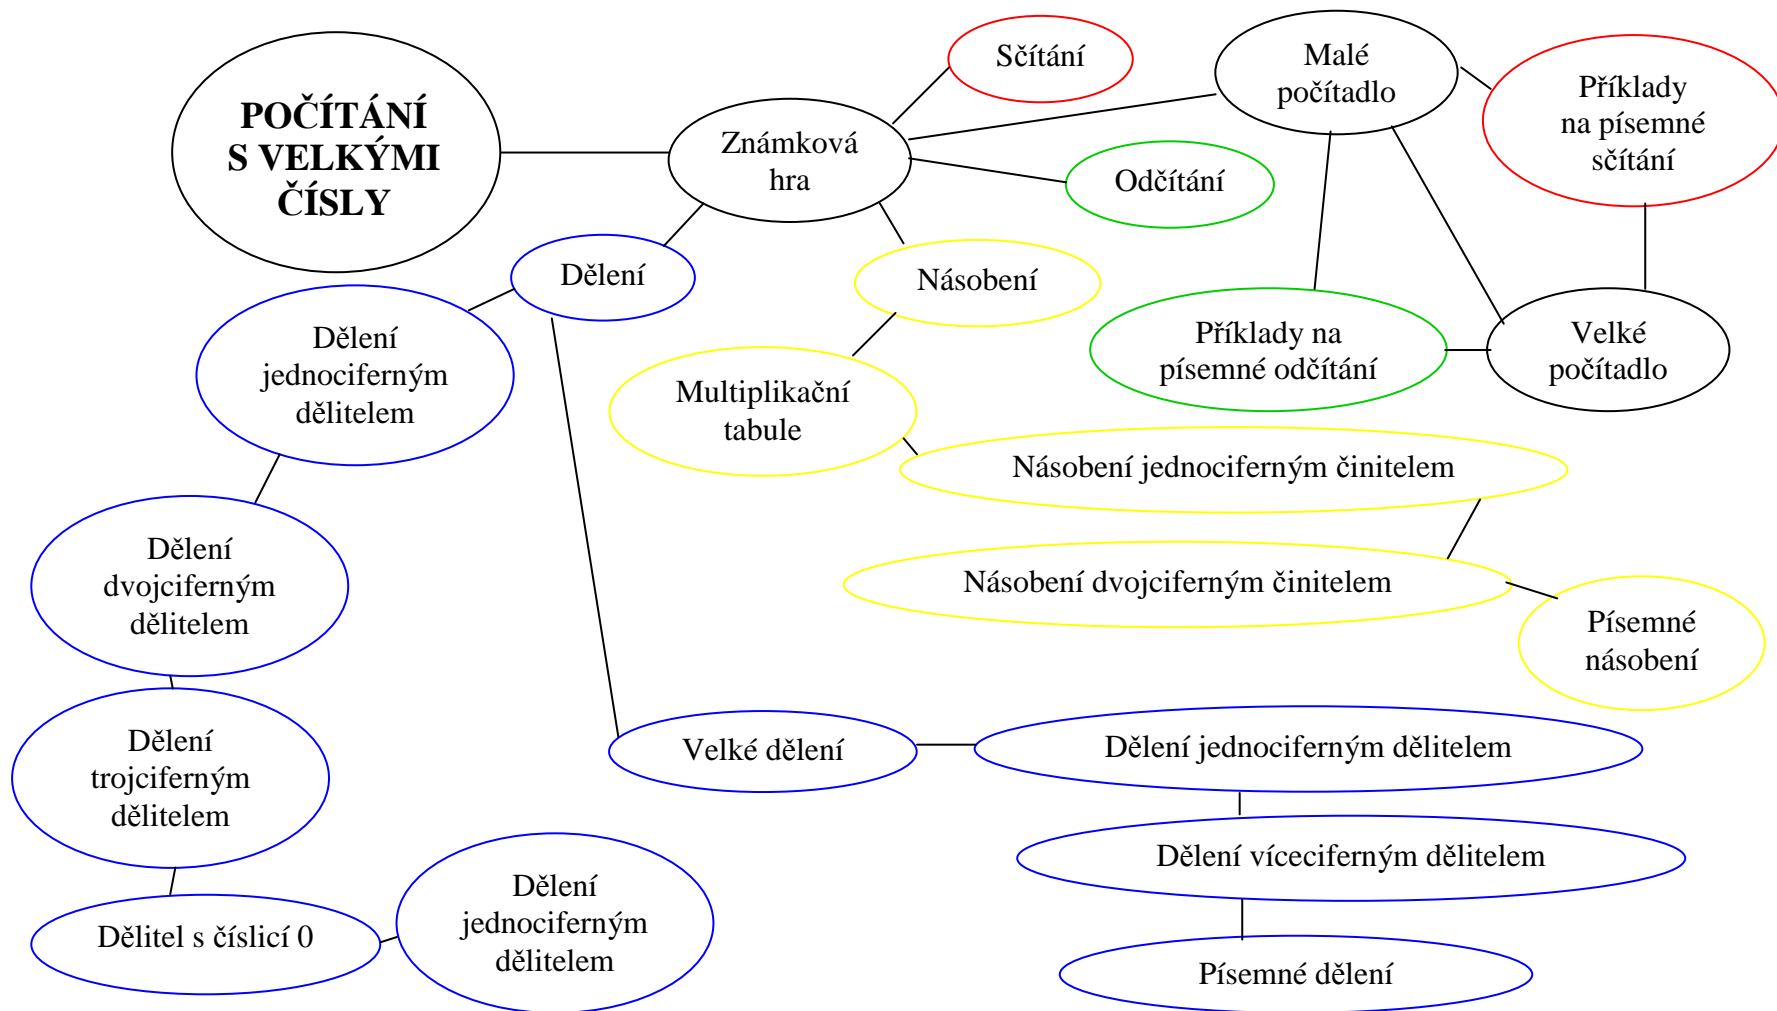 POČÍTÁNÍ
S VELKÝMI
ČÍSLY
Známková
hra
Sčítání
Malé
počítadlo
Příklady
na písemné
sčítání
Odčítání
Dělení
Násobení
Příklady na
písemné odčítání
Velké
počítadlo
Dělení
jednociferným
dělitelem
Multiplikační
tabule
Násobení jednociferným činitelem
Dělení
dvojciferným
dělitelem
Násobení dvojciferným činitelem
Písemné
násobení
Dělení
trojciferným
dělitelem
Velké dělení
Dělení jednociferným dělitelem
Dělení víceciferným dělitelem
Dělitel s číslicí 0
Dělení
jednociferným
dělitelem
Písemné dělení